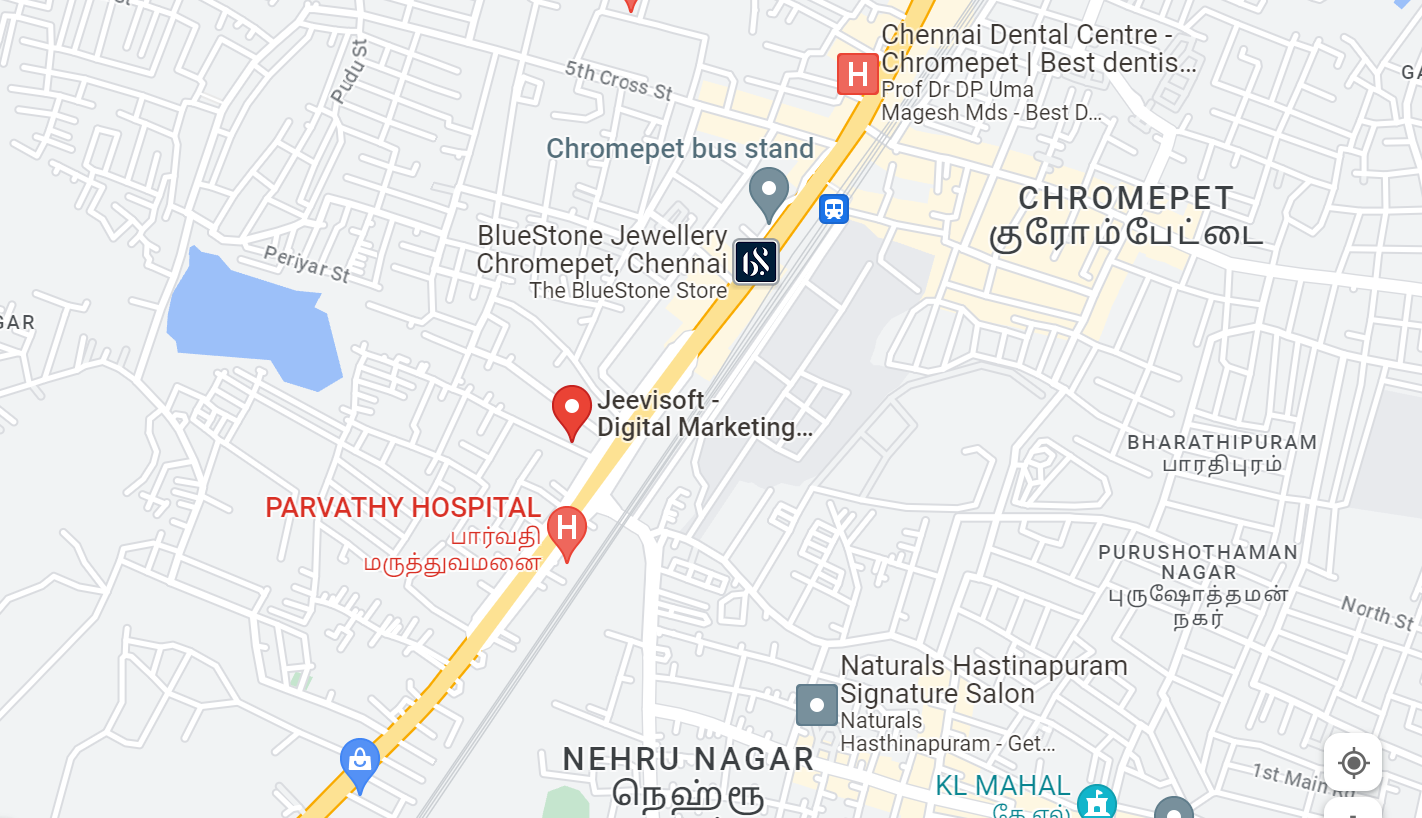 Pudu St
5th Cross St
Chennai Dental Centre -
Chromepet | Best dentis...
Prof Dr DP Uma
Magesh Mds - Best D...
Chromepet bus stand
CHROMEPET
குரோம்பேட்டை
BlueStone Jewellery
Chromepet, Chennai
The BlueStone Store
Periyar St
Jeevisoft -
Digital Marketing...
BHARATHIPURAM
பாரதிபுரம்
PARVATHY HOSPITAL
பார்வதி
மருத்துவமனை
H
H
PURUSHOTHAMAN
NAGAR
புருஷோத்தமன்
நகர்
North St
Naturals Hastinapuram
Signature Salon
Naturals
Hasthinapuram - Get...
NEHRU NAGAR
நெஹ்ரூ
KL MAHAL
1st Main Rd